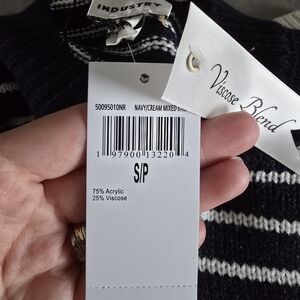 INDUSTRY
Viscose Blend
50095010NR NAVY/CREAM MIXED
1 97900 13220 4
S/P
75% Acrylic
25% Viscose